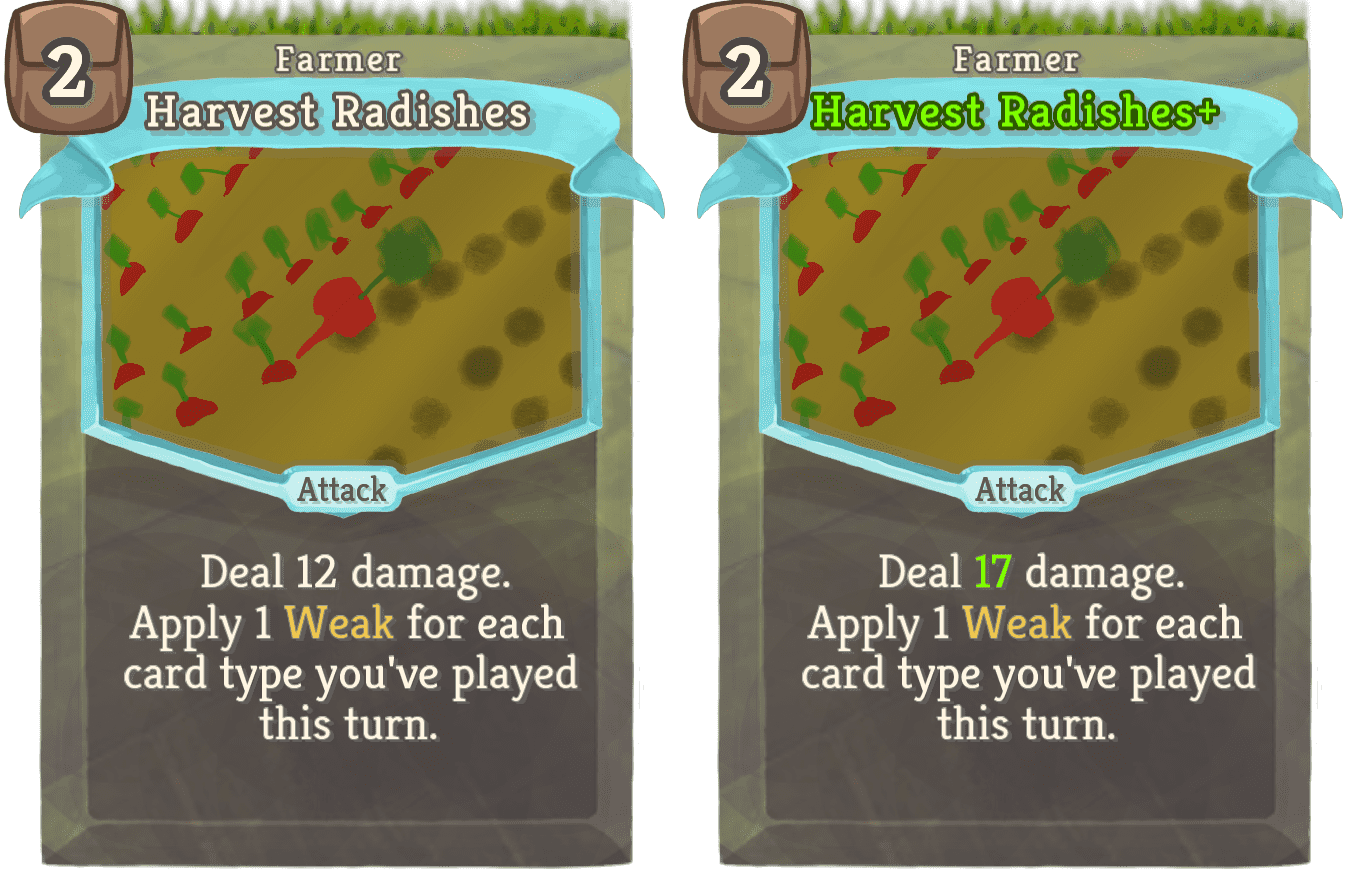 2
Farmer
Harvest Radishes
Attack
Deal 12 damage.
Apply 1 Weak for each
card type you've played
this turn.
2
Farmer
Harvest Radishes+
Attack
Deal 17 damage.
Apply 1 Weak for each
card type you've played
this turn.